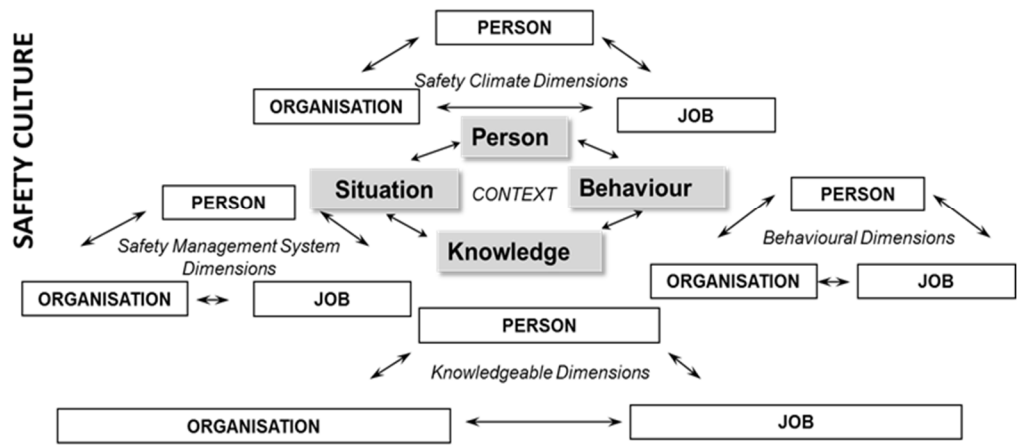 SAFETY CULTURE
PERSON
Safety Climate Dimensions
ORGANISATION
JOB
Person
Situation
CONTEXT
Behaviour
Knowledge
PERSON
Safety Management System
Dimensions
ORGANISATION
JOB
PERSON
Behavioural Dimensions
ORGANISATION
JOB
PERSON
Knowledgeable Dimensions
ORGANISATION
JOB